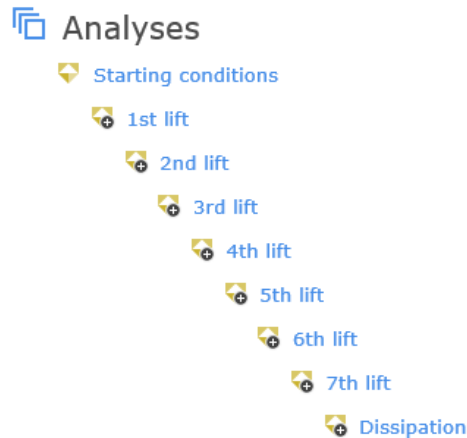 Analyses
Starting conditions
1st lift
2nd lift
3rd lift
4th lift
5th lift
6th lift
7th lift
Dissipation